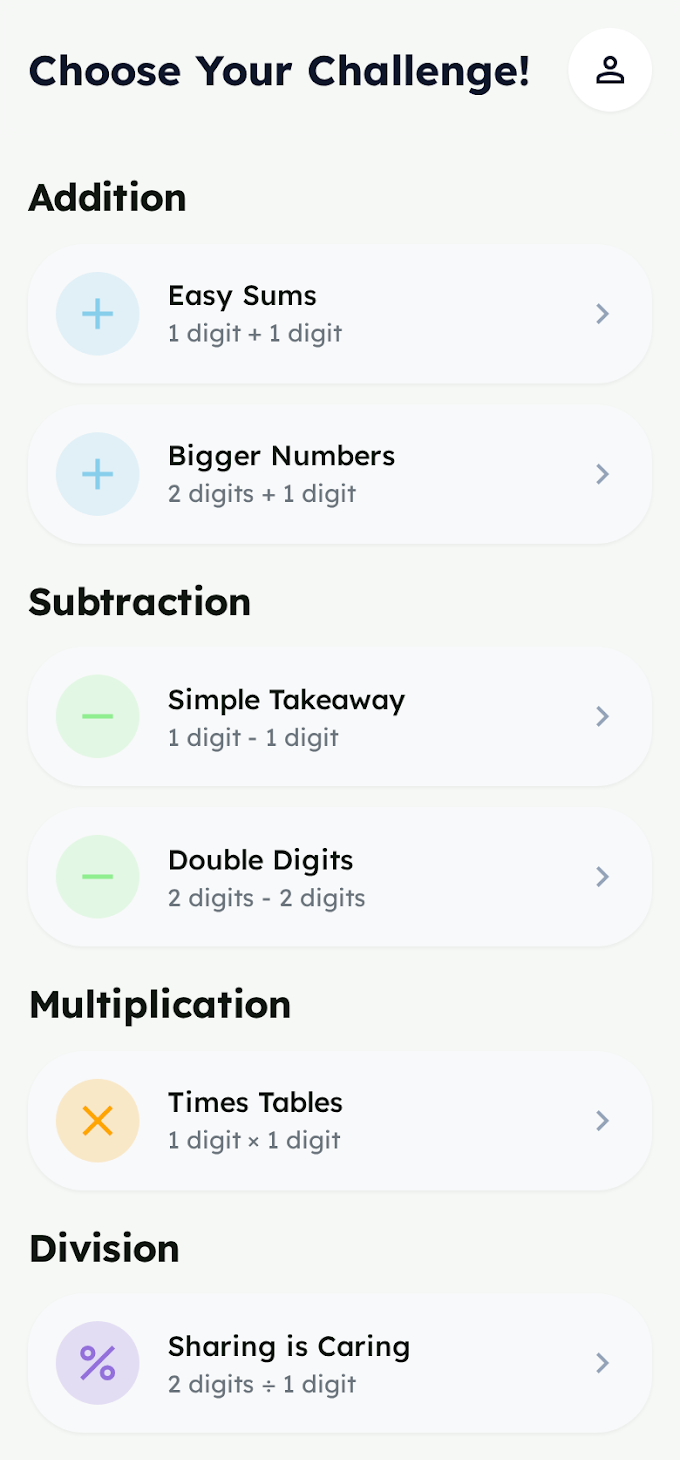 Choose Your Challenge!
Addition
Easy Sums
1 digit + 1 digit
Bigger Numbers
2 digits + 1 digit
Subtraction
Simple Takeaway
1 digit - 1 digit
Double Digits
2 digits - 2 digits
Multiplication
Times Tables
1 digit × 1 digit
Division
Sharing is Caring
2 digits ÷ 1 digit